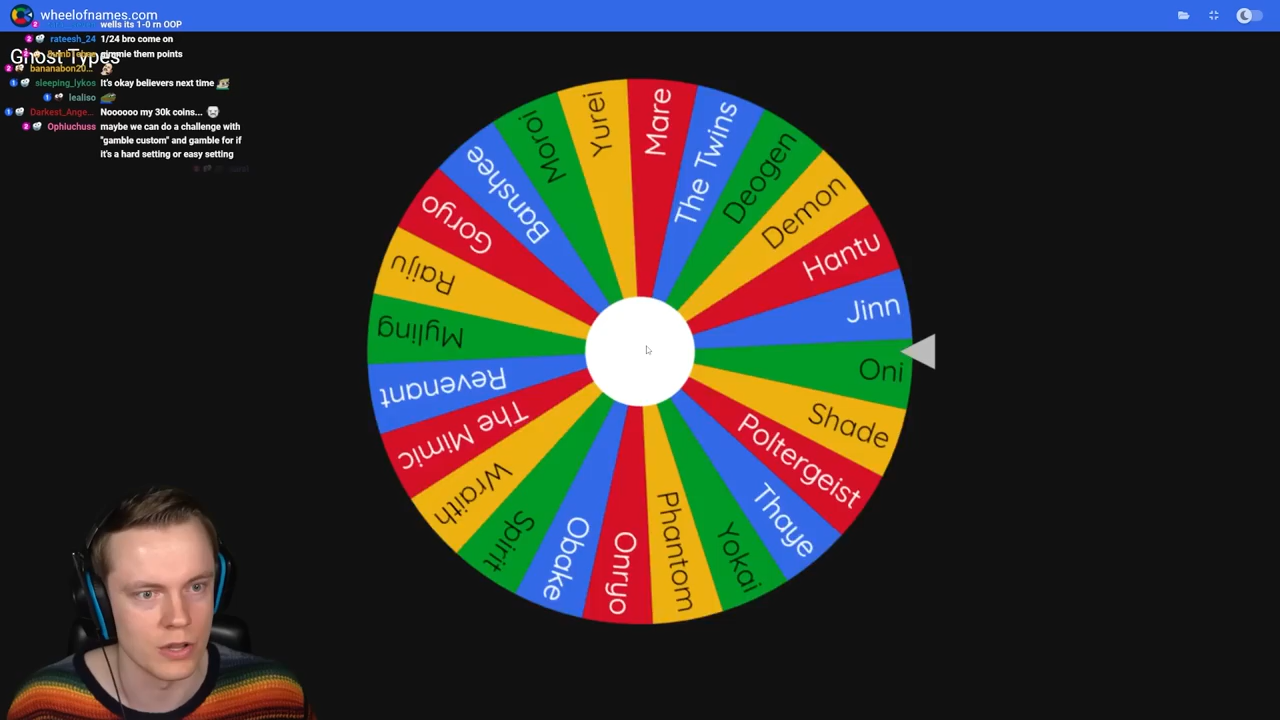 wheelofnames.com
wells its 1-0 rn OOP
rateesh_24 1/24 bro come on
gimmie them points
Ghost Types
bananabon20...
sleeping_lykos It's okay believers next time
lealiso
Darkest_Ange... Noooooo my 30k coins...
Ophiuchuss maybe we can do a challenge with
"gamble custom" and gamble for if
it's a hard setting or easy setting
Yurei
Mare
The Twins
Deogen
Demon
Hantu
Jinn
Oni
Shade
Poltergeist
Thaye
Yokai
Phantom
Onryo
Obake
Spirit
Wraith
The Mimic
Revenant
Myling
Raiju
Goryo
Banshee
Moroi